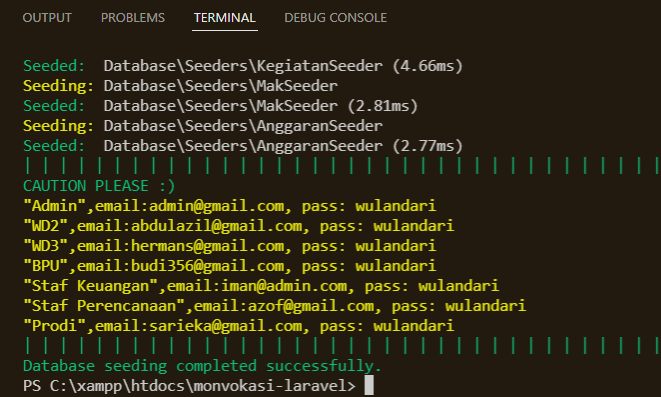 OUTPUT PROBLEMS TERMINAL DEBUG CONSOLE
Seeded: Database\Seeders\KegiatanSeeder (4.66ms)
Seeding: Database\Seeders\MakSeeder
Seeded: Database\Seeders\MakSeeder (2.81ms)
Seeding: Database\Seeders\AnggaranSeeder
Seeded: Database\Seeders\AnggaranSeeder (2.77ms)
| | | | | | | | | | | | | | | | | | | | | | | | | | | | | | | | | | | | | | | | | | |
CAUTION PLEASE :)
"Admin",email:admin@gmail.com, pass: wulandari
"WD2",email:abdulazil@gmail.com, pass: wulandari
"WD3",email:hermans@gmail.com, pass: wulandari
"BPU",email:budi356@gmail.com, pass: wulandari
"Staf Keuangan",email:iman@admin.com, pass: wulandari
"Staf Perencanaan",email:azof@gmail.com, pass: wulandari
"Prodi",email:sarieka@gmail.com, pass: wulandari
| | | | | | | | | | | | | | | | | | | | | | | | | | | | | | | | | | | | | | | | | | |
Database seeding completed successfully.
PS C:\xampp\htdocs\monvokasi-laravel>